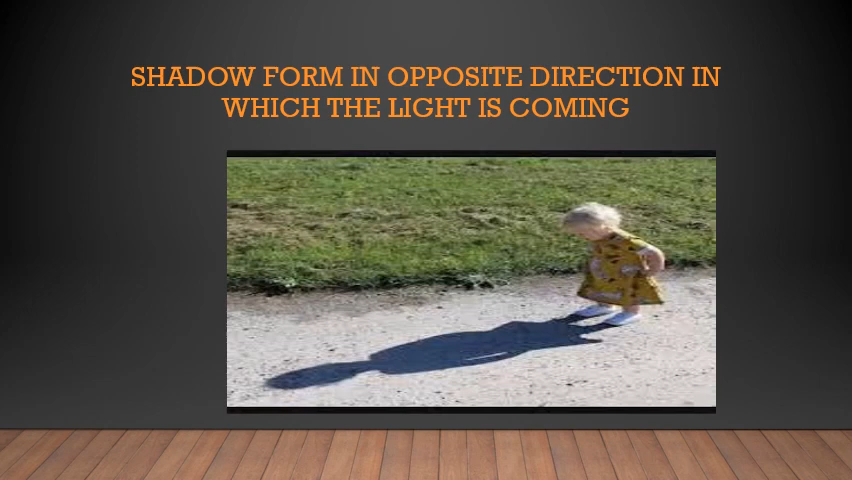 SHADOW FORM IN OPPOSITE DIRECTION IN
WHICH THE LIGHT IS COMING